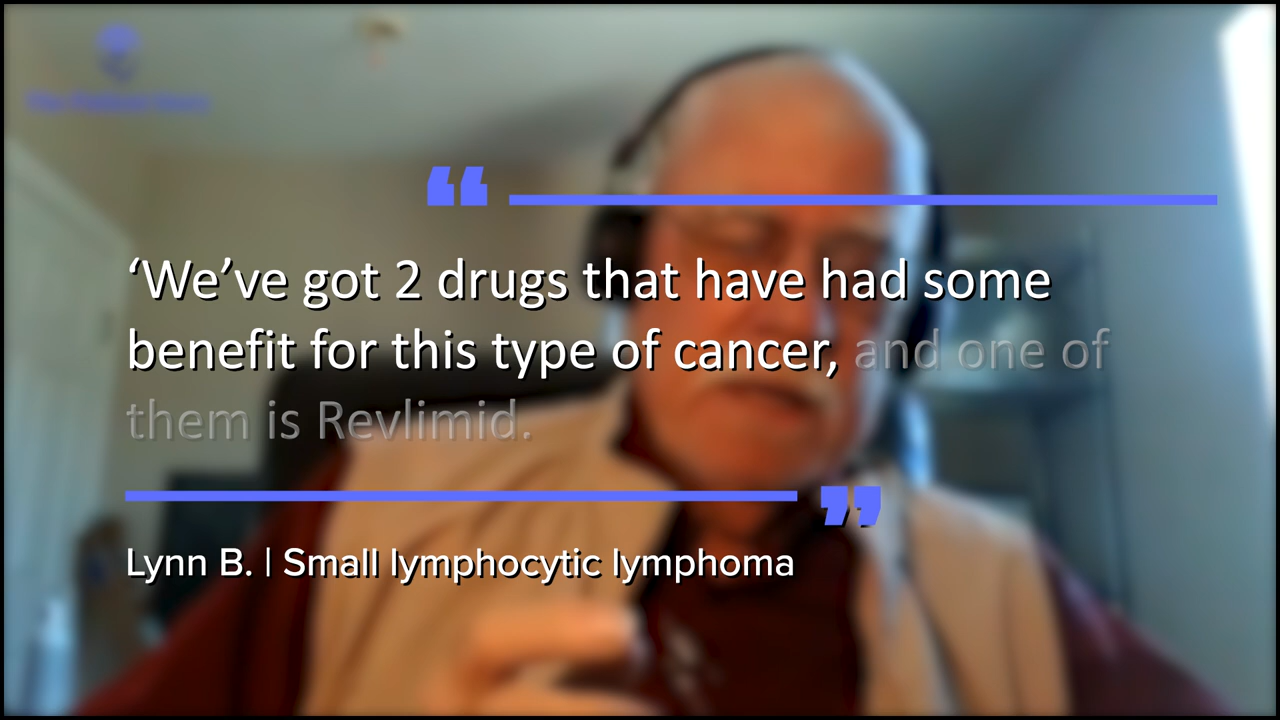 ‘We’ve got 2 drugs that have had some
benefit for this type of cancer, and one of
them is Revlimid.
Lynn B. | Small lymphocytic lymphoma